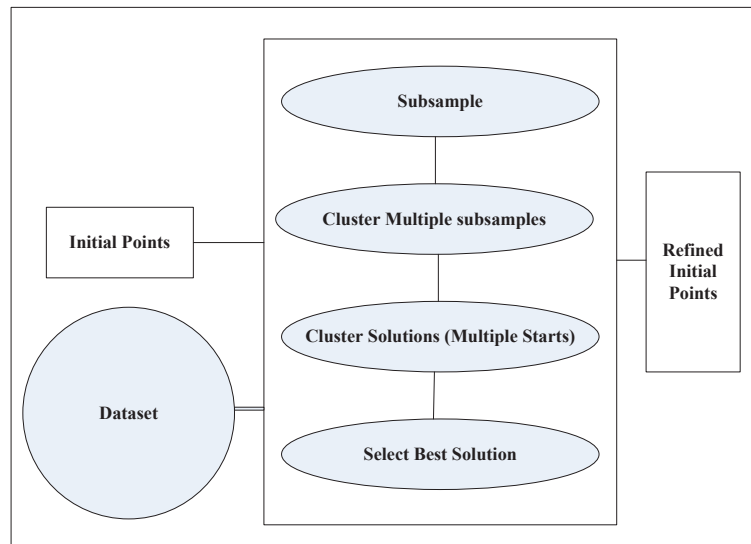 Subsample
Cluster Multiple subsamples
Initial Points
Refined
Initial
Points
Cluster Solutions (Multiple Starts)
Dataset
Select Best Solution